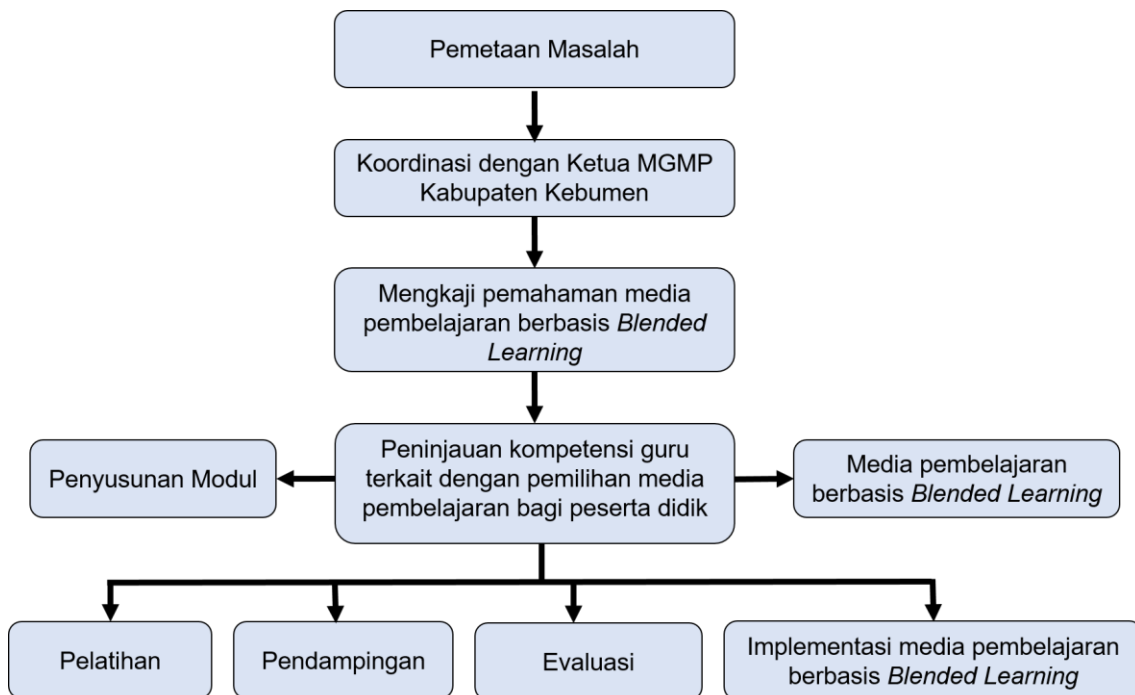 Pemetaan Masalah
Koordinasi dengan Ketua MGMP
Kabupaten Kebumen
Mengkaji pemahaman media
pembelajaran berbasis Blended
Learning
Penyusunan Modul
Peninjauan kompetensi guru
terkait dengan pemilihan media
pembelajaran bagi peserta didik
Media pembelajaran
berbasis Blended Learning
Pelatihan
Pendampingan
Evaluasi
Implementasi media pembelajaran
berbasis Blended Learning